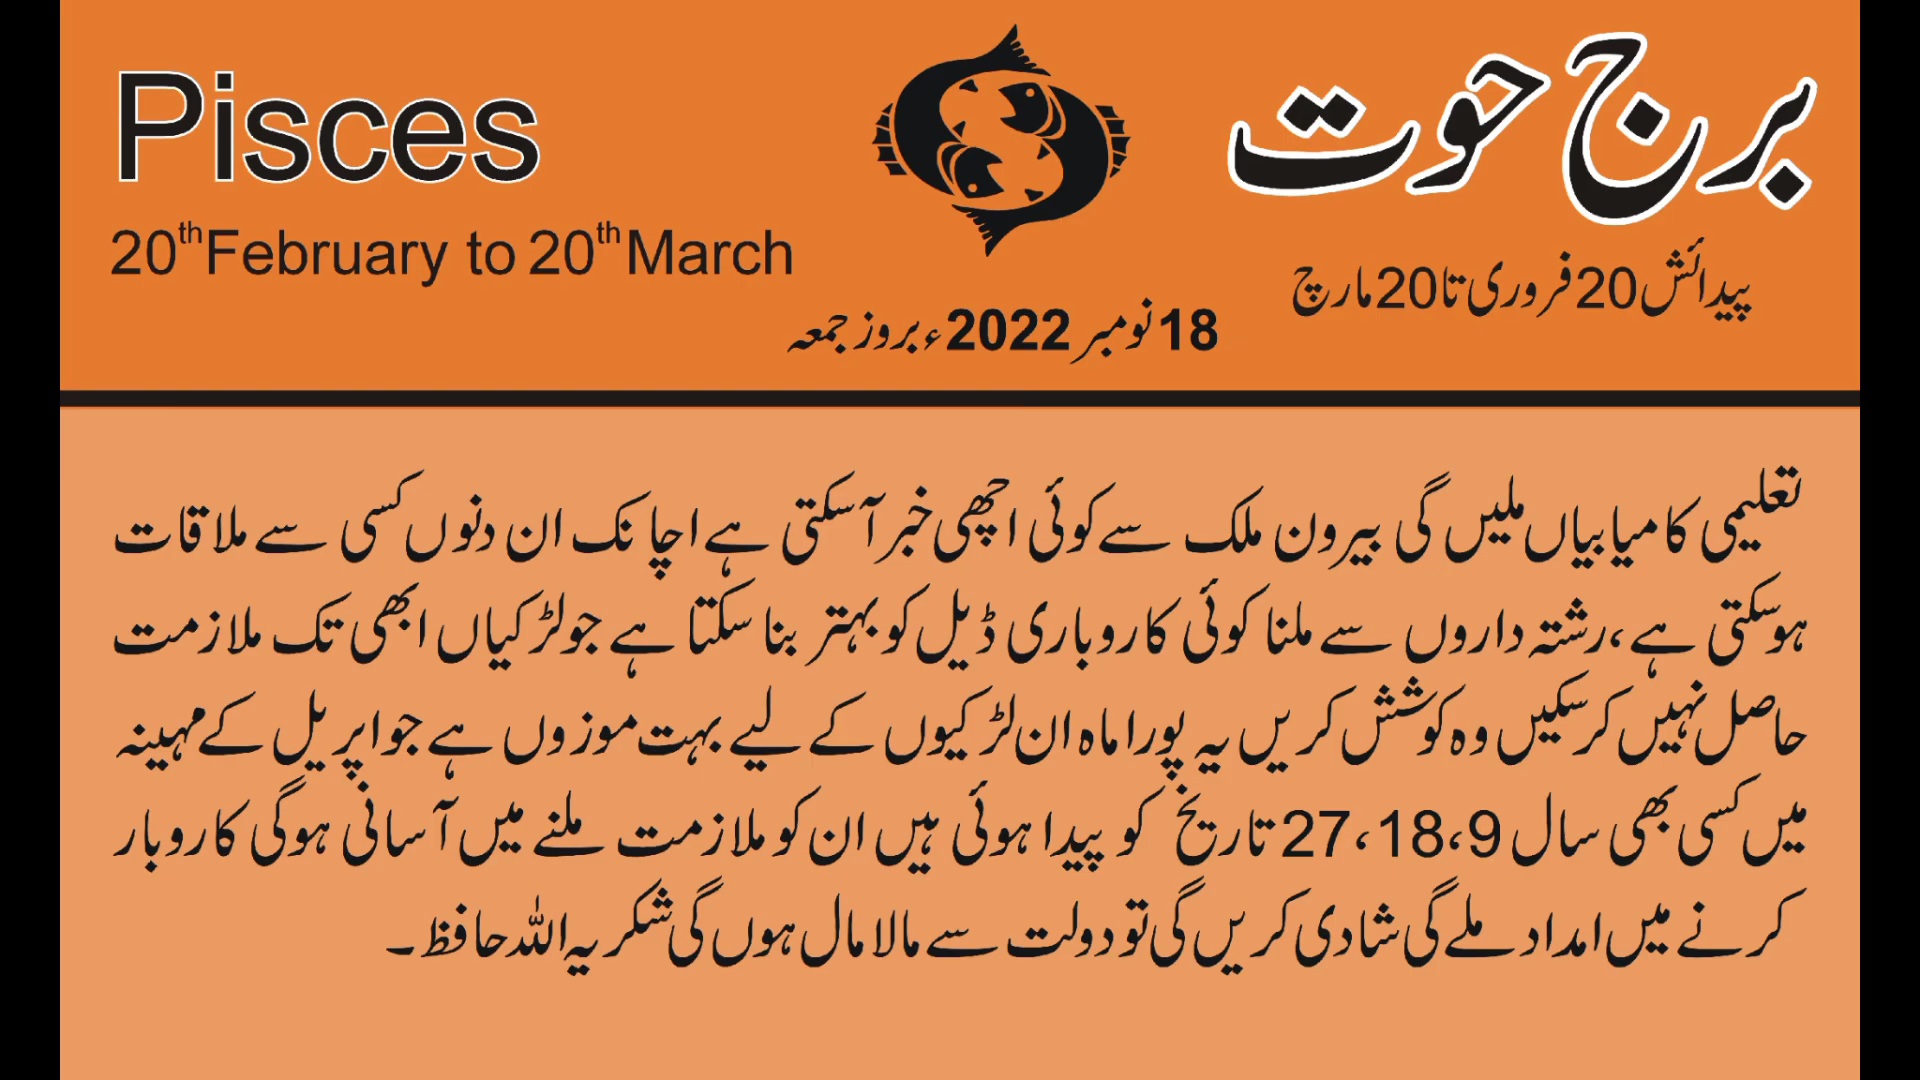 Pisces
برج حوت
20th February to 20th March
پیدائش 20 فروری تا 20 مارچ
18 نومبر 2022ء بروز جمعہ
تعلیمی کامیابیاں ملیں گی بیرون ملک سے کوئی اچھی خبر آسکتی ہے اچانک ان دنوں کسی سے ملاقات
ہوسکتی ہے، رشتہ داروں سے ملنا کوئی کاروباری ڈیل کو بہتر بنا سکتا ہے جو لڑکیاں ابھی تک ملازمت
حاصل نہیں کرسکیں وہ کوشش کریں یہ پورا ماہ ان لڑکیوں کے لیے بہت موزوں ہے جو اپریل کے مہینہ
میں کسی بھی سال 9، 18، 27 تاریخ کو پیدا ہوئی ہیں ان کو ملازمت ملنے میں آسانی ہوگی کاروبار
کرنے میں امداد ملے گی شادی کریں گی تو دولت سے مالا مال ہوں گی شکریہ اللہ حافظ۔